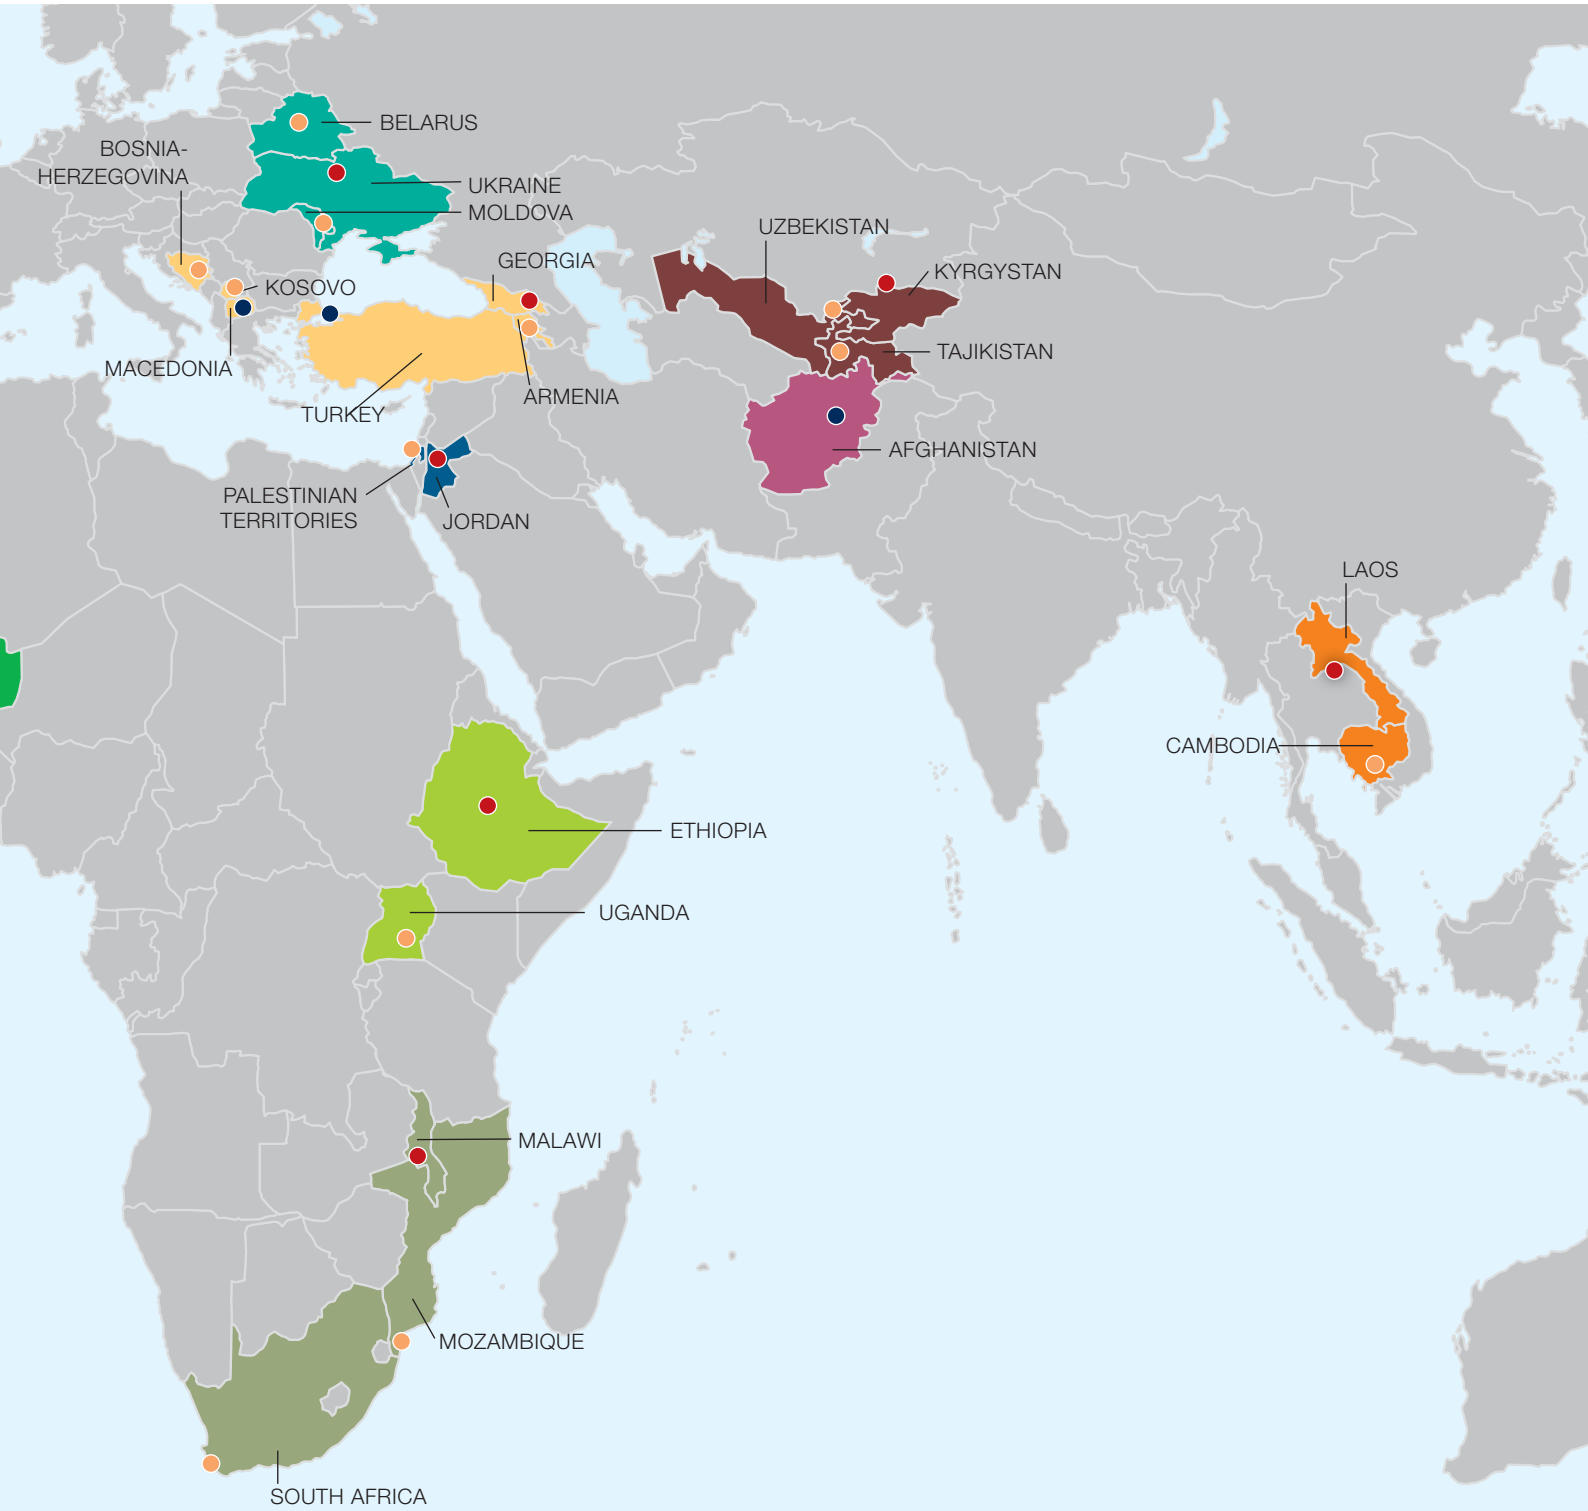 BELARUS
BOSNIA-
HERZEGOVINA
UKRAINE
MOLDOVA
UZBEKISTAN
GEORGIA
KYRGYSTAN
KOSOVO
TAJIKISTAN
MACEDONIA
ARMENIA
TURKEY
AFGHANISTAN
PALESTINIAN
TERRITORIES
JORDAN
LAOS
CAMBODIA
ETHIOPIA
UGANDA
MALAWI
MOZAMBIQUE
SOUTH AFRICA